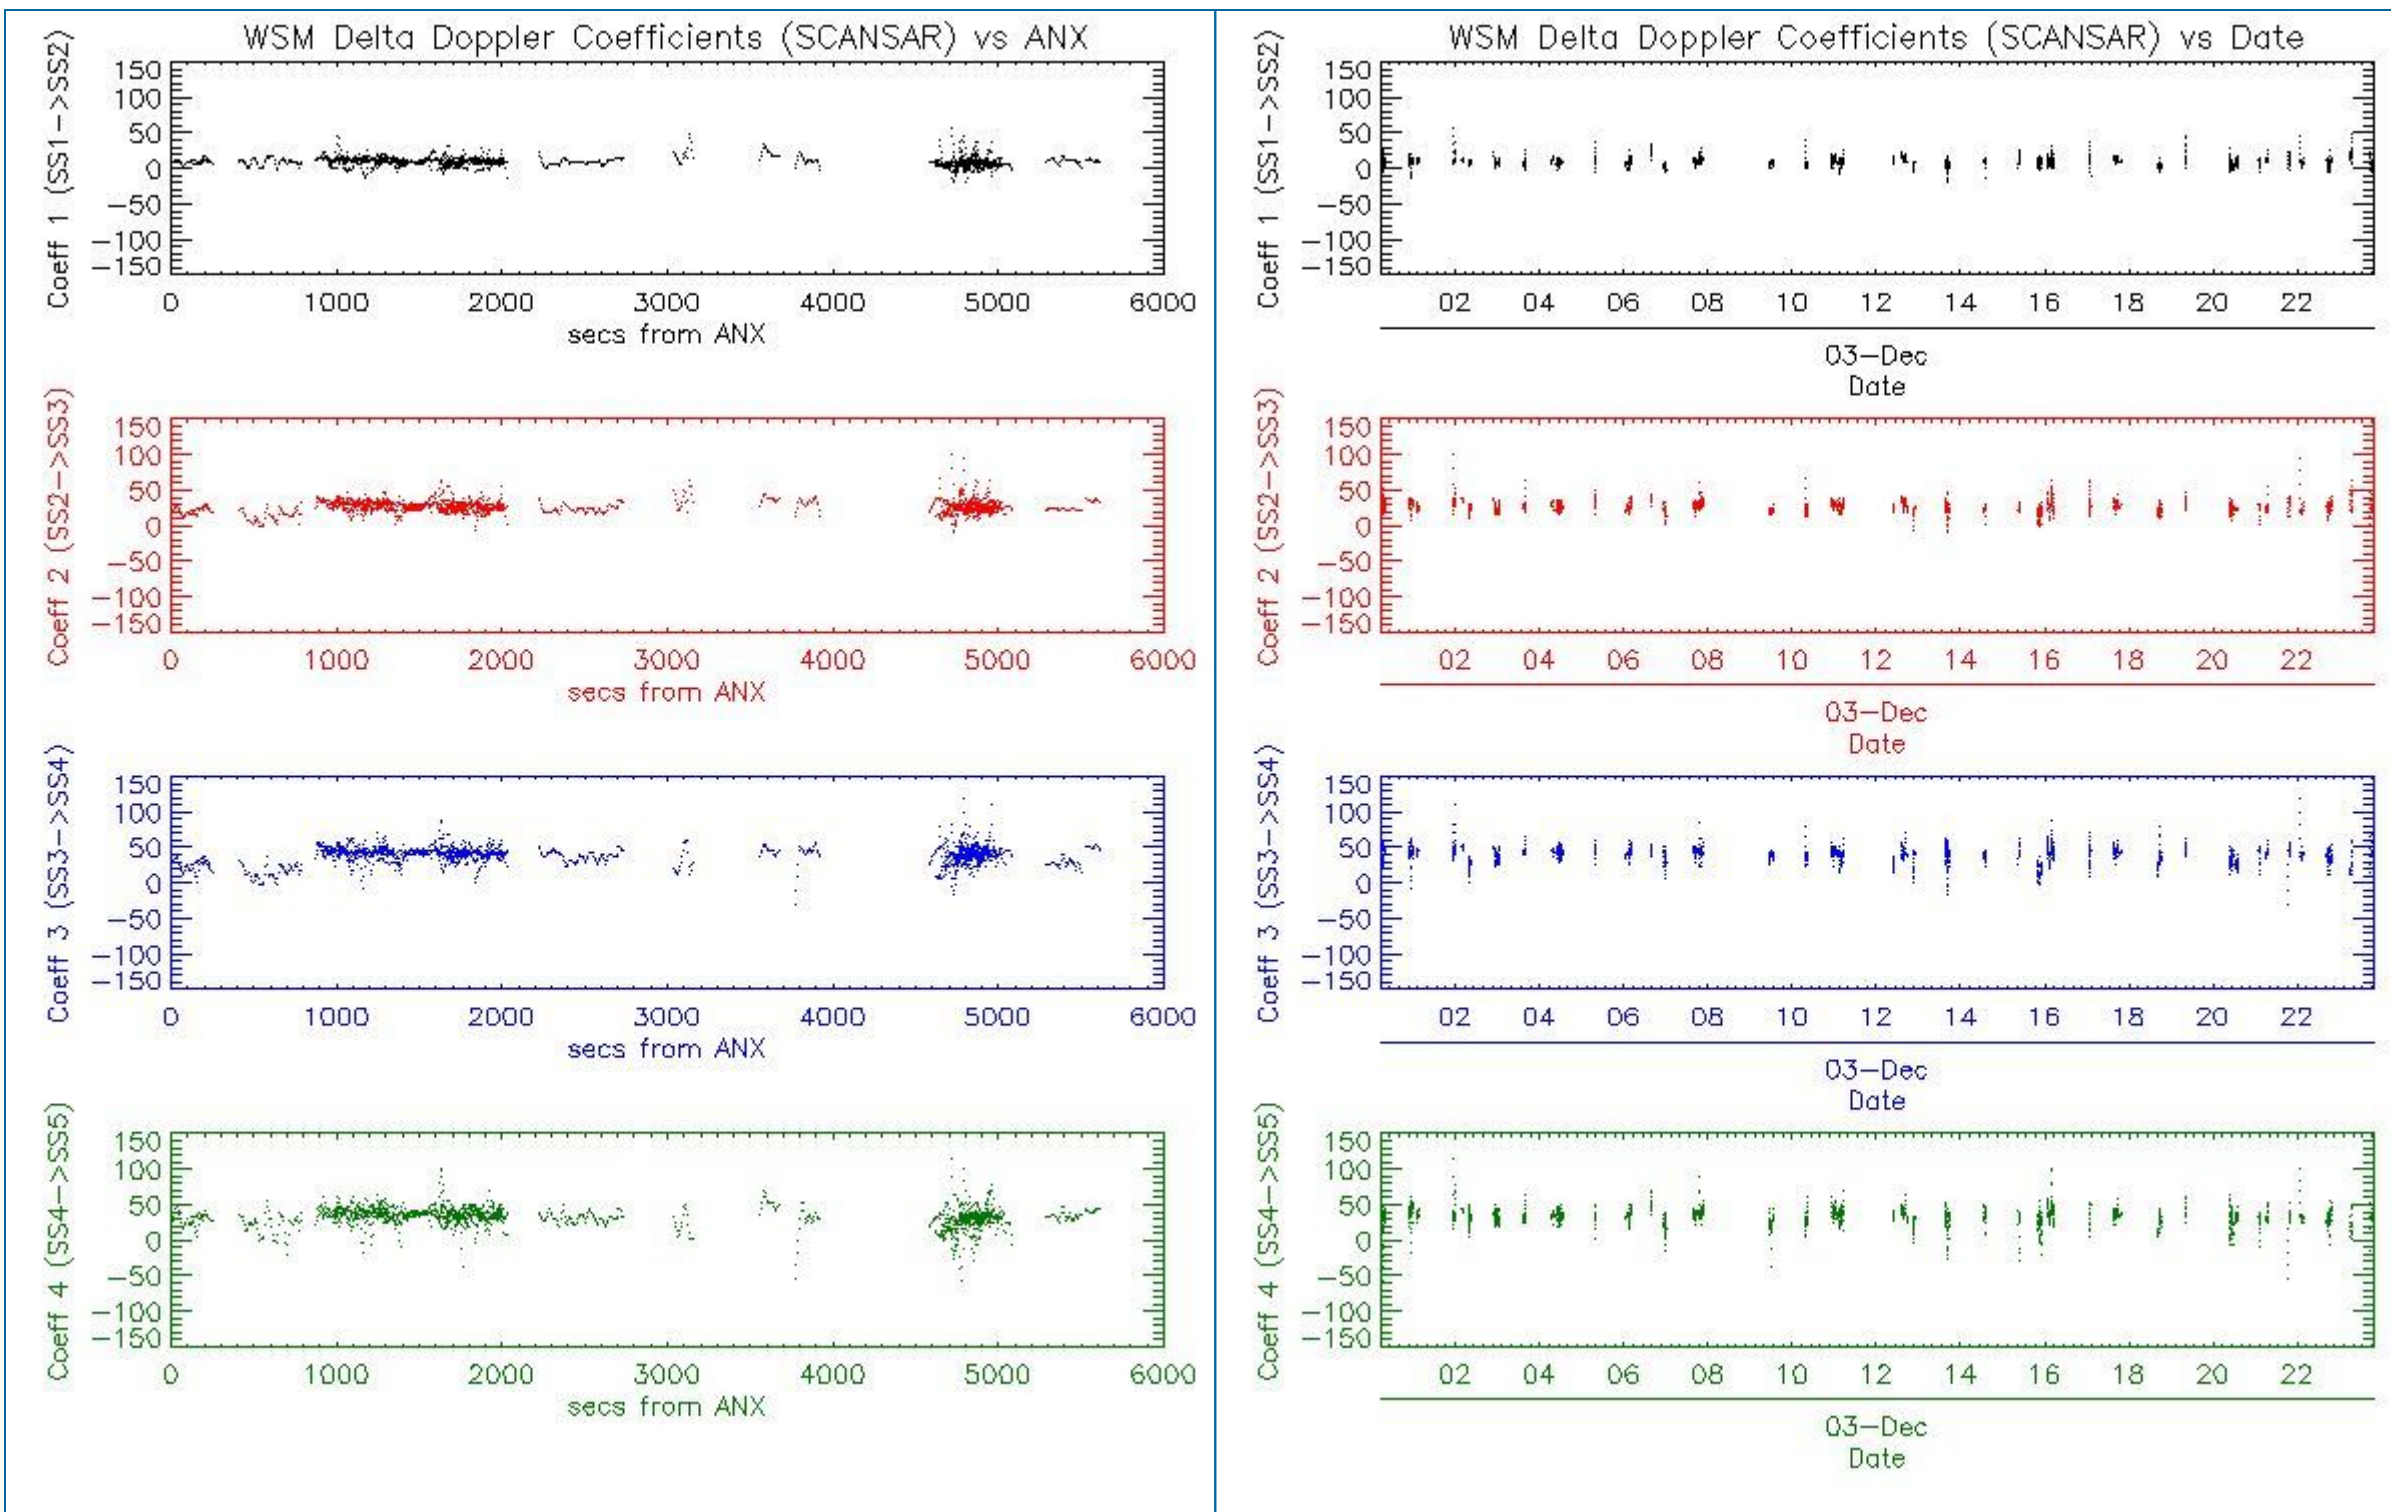 WSM Delta Doppler Coefficients (SCANSAR) vs ANX
Coeff 1 (SS1->SS2)
150
100
50
0
-50
-100
-150
0 1000 2000 3000 4000 5000 6000
secs from ANX
Coeff 2 (SS2->SS3)
150
100
50
0
-50
-100
-150
0 1000 2000 3000 4000 5000 6000
secs from ANX
Coeff 3 (SS3->SS4)
150
100
50
0
-50
-100
-150
0 1000 2000 3000 4000 5000 6000
secs from ANX
Coeff 4 (SS4->SS5)
150
100
50
0
-50
-100
-150
0 1000 2000 3000 4000 5000 6000
secs from ANX
WSM Delta Doppler Coefficients (SCANSAR) vs Date
Coeff 1 (SS1->SS2)
150
100
50
0
-50
-100
-150
02 04 06 08 10 12 14 16 18 20 22
03-Dec
Date
Coeff 2 (SS2->SS3)
150
100
50
0
-50
-100
-150
02 04 06 08 10 12 14 16 18 20 22
03-Dec
Date
Coeff 3 (SS3->SS4)
150
100
50
0
-50
-100
-150
02 04 06 08 10 12 14 16 18 20 22
03-Dec
Date
Coeff 4 (SS4->SS5)
150
100
50
0
-50
-100
-150
02 04 06 08 10 12 14 16 18 20 22
03-Dec
Date